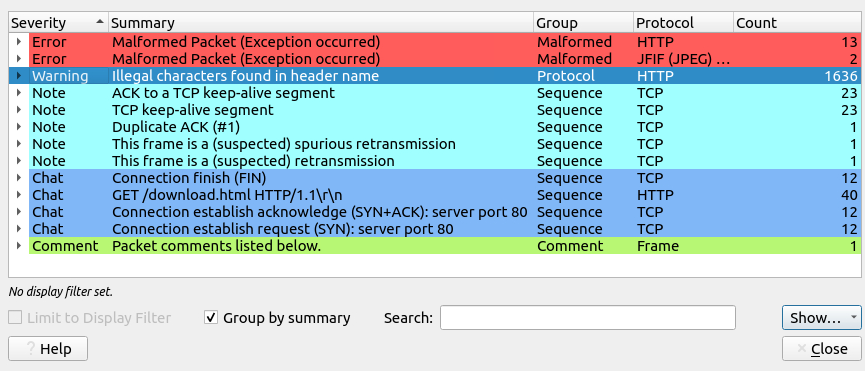 Severity Summary Group Protocol Count
Error Malformed Packet (Exception occurred) Malformed HTTP 13
Error Malformed Packet (Exception occurred) Malformed JFIF (JPEG) ... 2
Warning Illegal characters found in header name Protocol HTTP 1636
Note ACK to a TCP keep-alive segment Sequence TCP 23
Note TCP keep-alive segment Sequence TCP 23
Note Duplicate ACK (#1) Sequence TCP 1
Note This frame is a (suspected) spurious retransmission Sequence TCP 1
Note This frame is a (suspected) retransmission Sequence TCP 1
Chat Connection finish (FIN) Sequence TCP 12
Chat GET /download.html HTTP/1.1\r\n Sequence HTTP 40
Chat Connection establish acknowledge (SYN+ACK): server port 80 Sequence TCP 12
Chat Connection establish request (SYN): server port 80 Sequence TCP 12
Comment Packet comments listed below. Comment Frame 1
No display filter set.
Limit to Display Filter Group by summary Search: Show...
Help Close